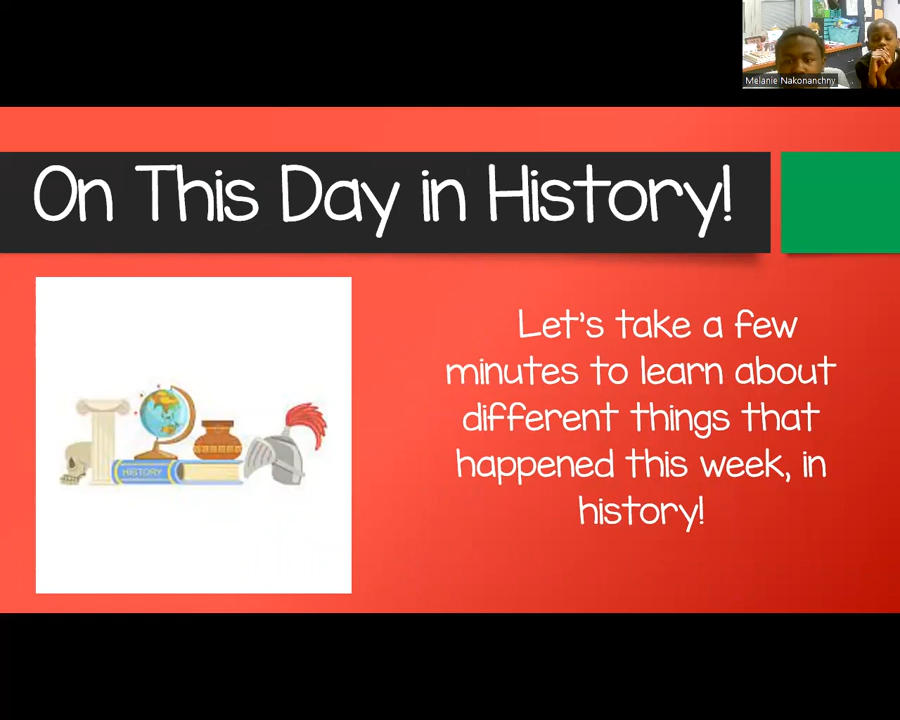 Melanie Nakonanchny
On This Day in History!
Let's take a few
minutes to learn about
different things that
happened this week, in
history!
HISTORY